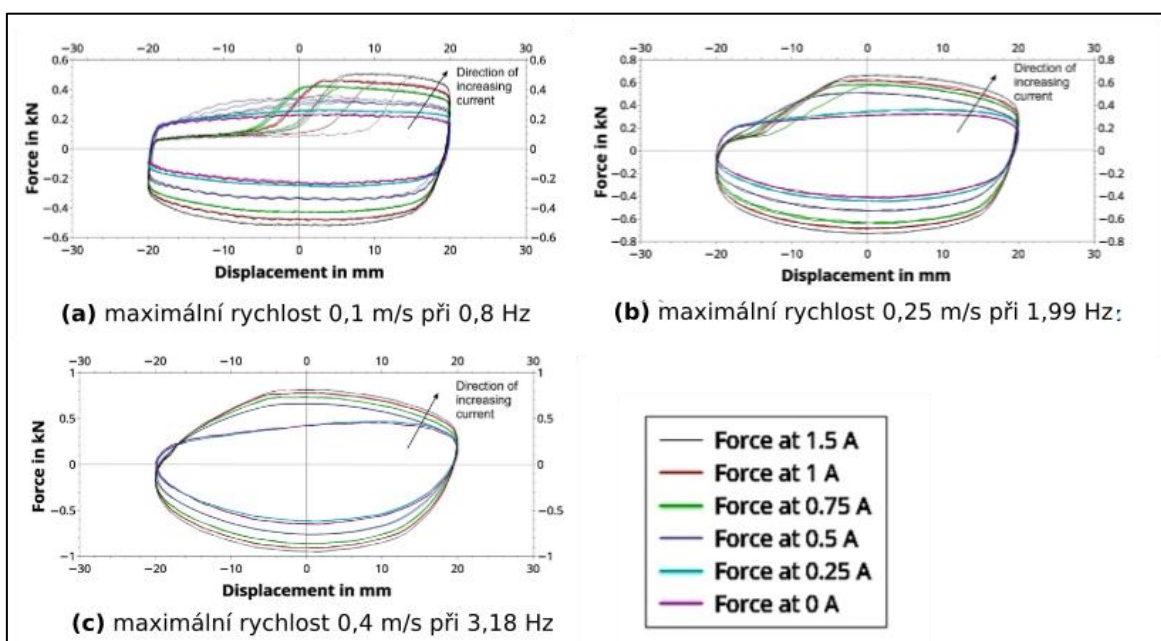 −30 −20 −10 0 10 20 30
0.6 0.6
0.4 0.4
0.2 0.2
0 0
−0.2 −0.2
−0.4 −0.4
−0.6 −0.6
−30 −20 −10 0 10 20 30
Force in kN
Displacement in mm
Direction of
increasing
current
(a) maximální rychlost 0,1 m/s při 0,8 Hz
−30 −20 −10 0 10 20 30
0.8 0.8
0.6 0.6
0.4 0.4
0.2 0.2
0 0
−0.2 −0.2
−0.4 −0.4
−0.6 −0.6
−0.8 −0.8
−30 −20 −10 0 10 20 30
Force in kN
Displacement in mm
Direction of
increasing
current
(b) maximální rychlost 0,25 m/s při 1,99 Hz:
−30 −20 −10 0 10 20 30
1 1
0.5 0.5
0 0
−0.5 −0.5
−1 −1
−30 −20 −10 0 10 20 30
Force in kN
Displacement in mm
Direction of
increasing
current
(c) maximální rychlost 0,4 m/s při 3,18 Hz
Force at 1.5 A
Force at 1 A
Force at 0.75 A
Force at 0.5 A
Force at 0.25 A
Force at 0 A